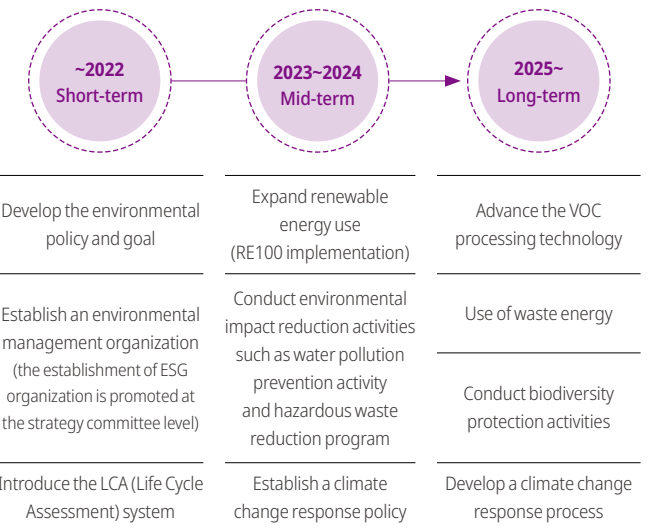 ~2022
Short-term
2023~2024
Mid-term
2025~
Long-term
Develop the environmental
policy and goal
Establish an environmental
management organization
(the establishment of ESG
organization is promoted at
the strategy committee level)
Introduce the LCA (Life Cycle
Assessment) system
Expand renewable
energy use
(RE100 implementation)
Conduct environmental
impact reduction activities
such as water pollution
prevention activity
and hazardous waste
reduction program
Establish a climate
change response policy
Advance the VOC
processing technology
Use of waste energy
Conduct biodiversity
protection activities
Develop a climate change
response process